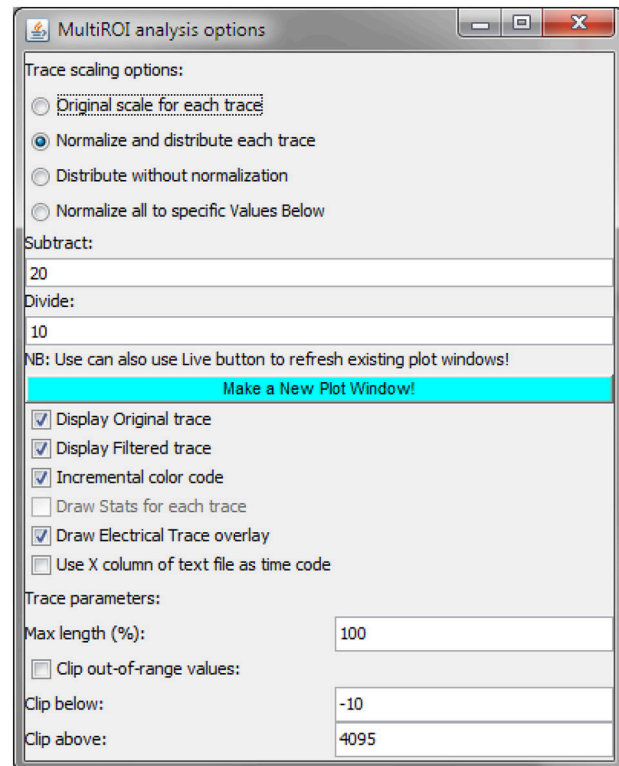 MultiROI analysis options
Trace scaling options:
Original scale for each trace
Normalize and distribute each trace
Distribute without normalization
Normalize all to specific Values Below
Subtract:
20
Divide:
10
NB: Use can also use Live button to refresh existing plot windows!
Make a New Plot Window!
Display Original trace
Display Filtered trace
Incremental color code
Draw Stats for each trace
Draw Electrical Trace overlay
Use X column of text file as time code
Trace parameters:
Max length (%): 100
Clip out-of-range values:
Clip below: -10
Clip above: 4095